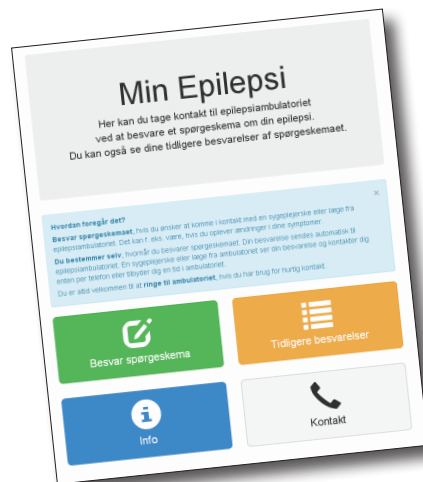 Min Epilepsi
Her kan du tage kontakt til epilepsiambulatoriet
ved at besvare et spørgeskema om din epilepsi.
Du kan også se dine tidligere besvarelser af spørgeskemaet.
×
Hvordan foregår det?
Besvar spørgeskemaet, hvis du ønsker at komme i kontakt med en sygeplejerske eller læge fra
epilepsiambulatoriet. Det kan f. eks. være, hvis du oplever ændringer i dine symptomer.
Du bestemmer selv, hvornår du besvarer spørgeskemaet. Din besvarelse sendes automatisk til
epilepsiambulatoriet. En sygeplejerske eller læge fra ambulatoriet ser din besvarelse og kontakter dig
enten per telefon eller tilbyder dig en tid i ambulatoriet.
Du er altid velkommen til at ringe til ambulatoriet, hvis du har brug for hurtig kontakt.
Besvar spørgeskema
Tidligere besvarelser
Info
Kontakt